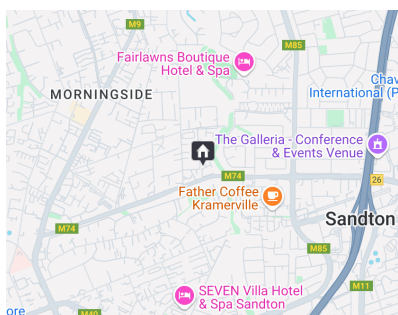 M9
M85
Fairlawns Boutique
Hotel & Spa
Chav
International (P
MORNINGSIDE
The Galleria - Conference
& Events Venue
M74
26
Father Coffee
Kramerville
Sandton
M74
M85
M11
SEVEN Villa Hotel
& Spa Sandton
ore
M40